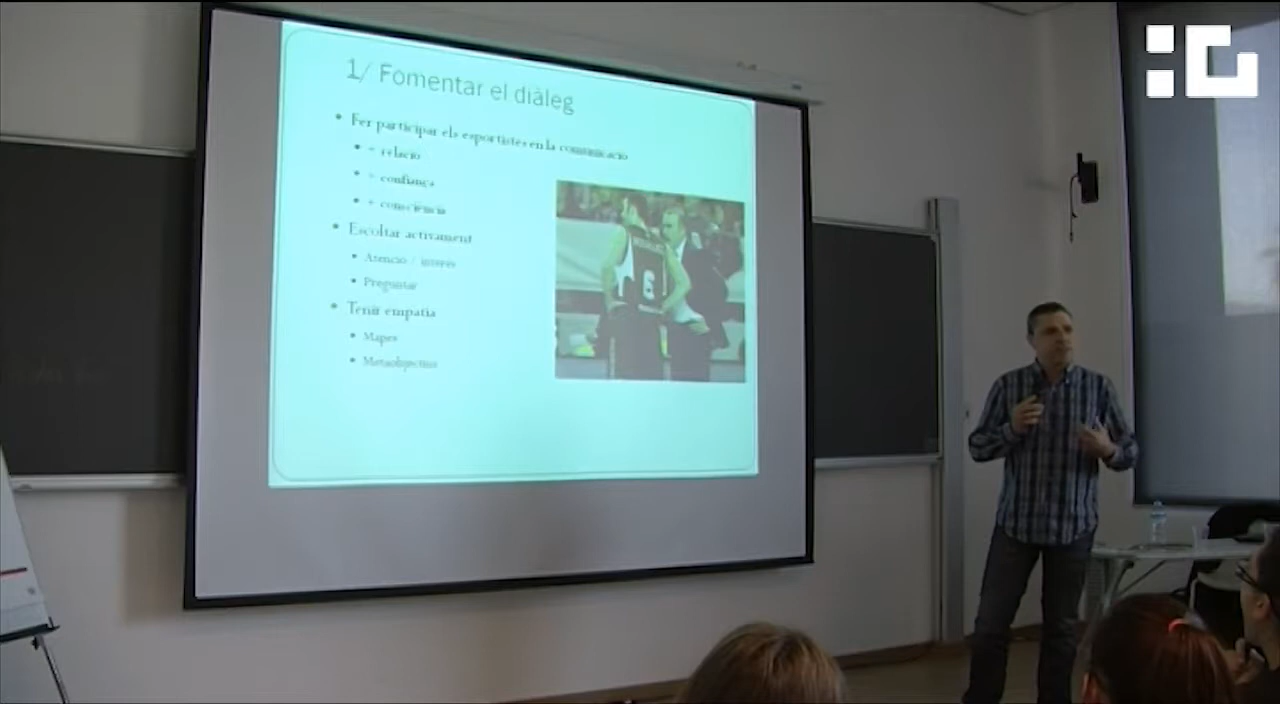 1/ Fomentar el diàleg
• Fer participar els esportistes en la comunicació
• + relació
• + confiança
• + consciència
• Escoltar activament
• Atenció / interès
• Preguntar
• Tenir empatia
• Mapes
• Metaobjectius
6